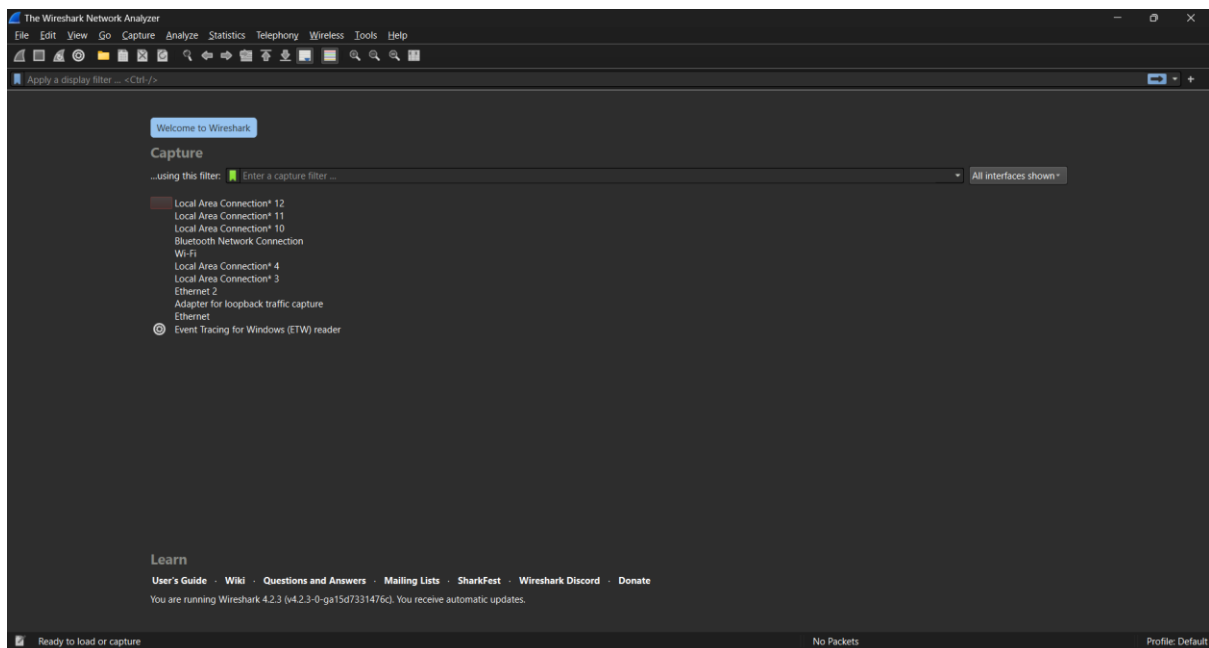 The Wireshark Network Analyzer
File Edit View Go Capture Analyze Statistics Telephony Wireless Tools Help
Apply a display filter ... <Ctrl-/>
Welcome to Wireshark
Capture
...using this filter: Enter a capture filter ... All interfaces shown
Local Area Connection* 12
Local Area Connection* 11
Local Area Connection* 10
Bluetooth Network Connection
Wi-Fi
Local Area Connection* 4
Local Area Connection* 3
Ethernet 2
Adapter for loopback traffic capture
Ethernet
Event Tracing for Windows (ETW) reader
Learn
User's Guide · Wiki · Questions and Answers · Mailing Lists · SharkFest · Wireshark Discord · Donate
You are running Wireshark 4.2.3 (v4.2.3-0-ga15d7331476c). You receive automatic updates.
Ready to load or capture No Packets Profile: Default